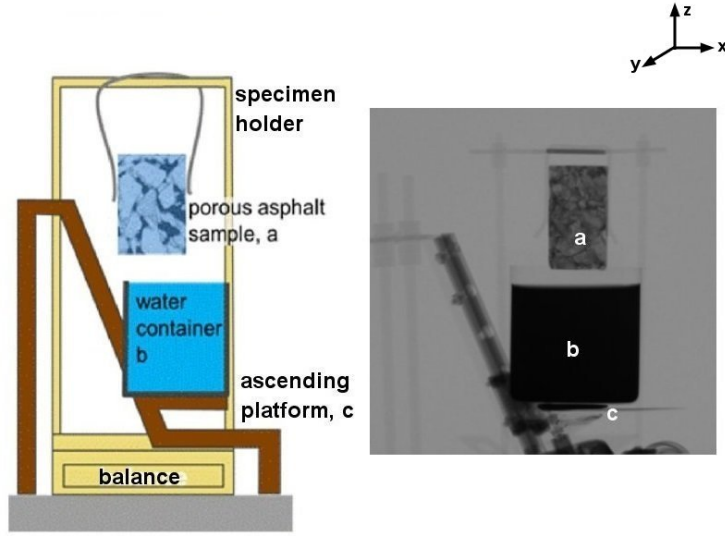 z
x
y
specimen
holder
porous asphalt
sample, a
water
container
b
ascending
platform, c
balance
a
b
c